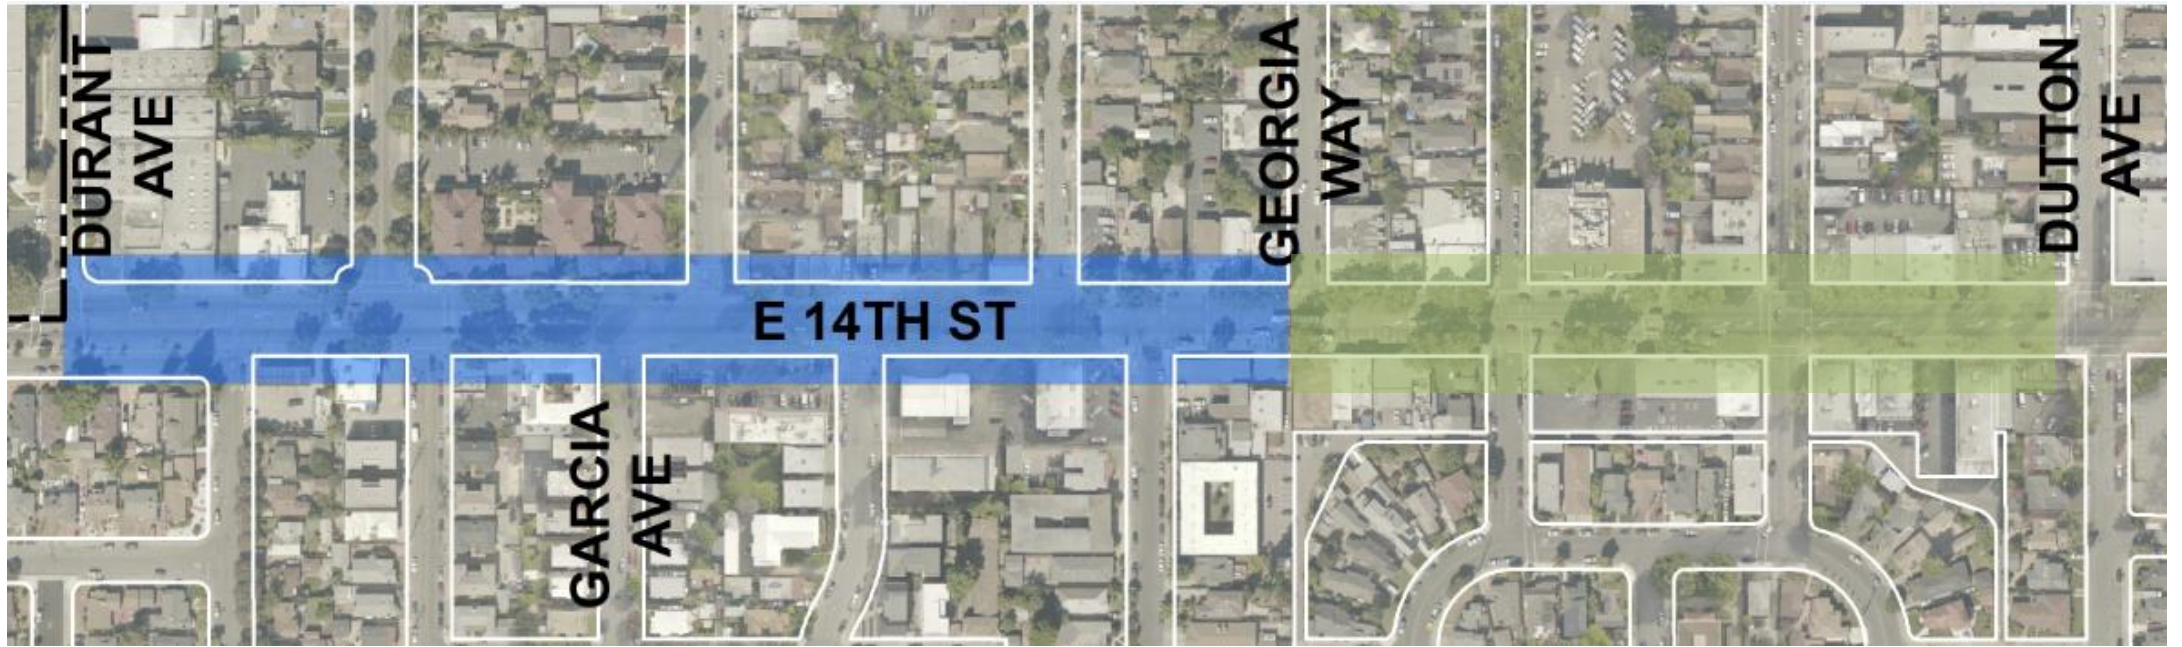 DURANT
AVE
GEORGIA
WAY
DUTTON
AVE
E 14TH ST
GARCIA
AVE